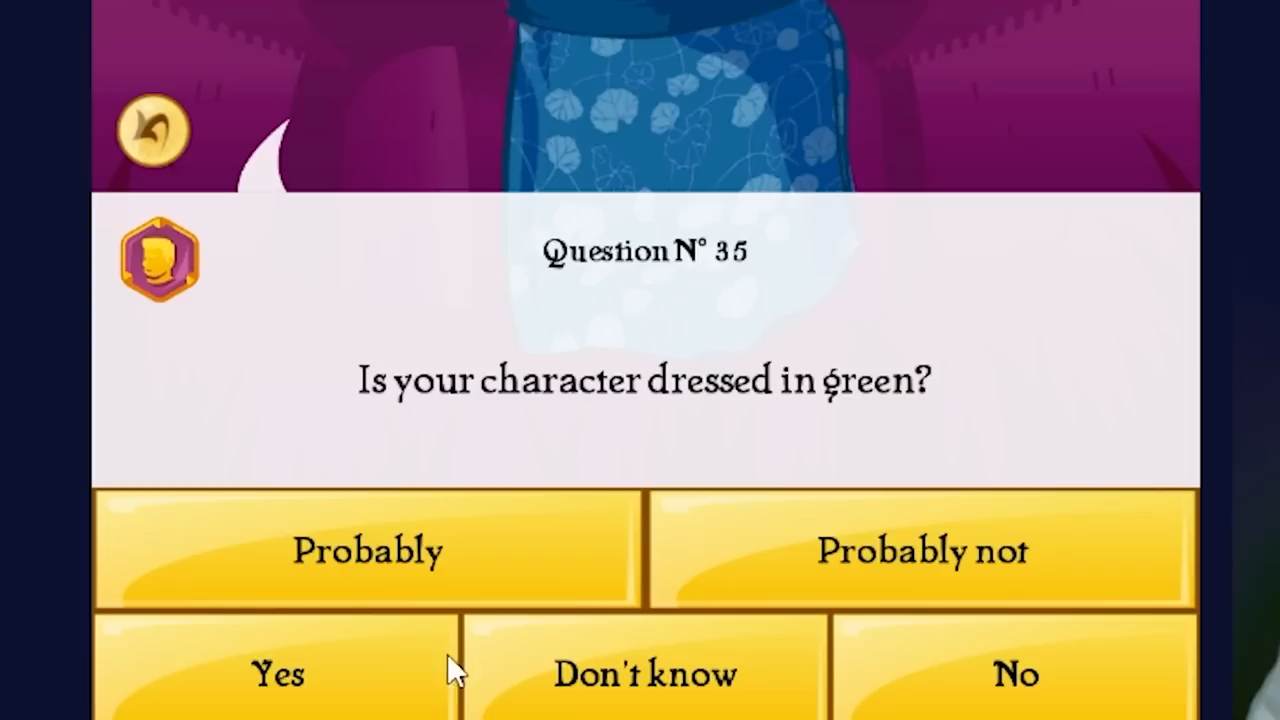 Question N° 35
Is your character dressed in green?
Probably
Probably not
Yes
Don't know
No